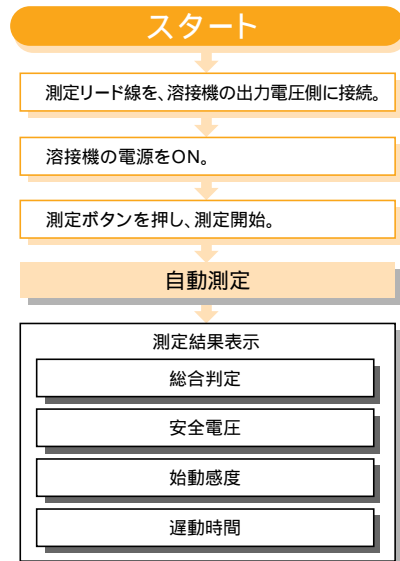 スタート
測定リード線を、溶接機の出力電圧側に接続。
溶接機の電源をON。
測定ボタンを押し、測定開始。
自動測定
測定結果表示
総合判定
安全電圧
始動感度
遅動時間